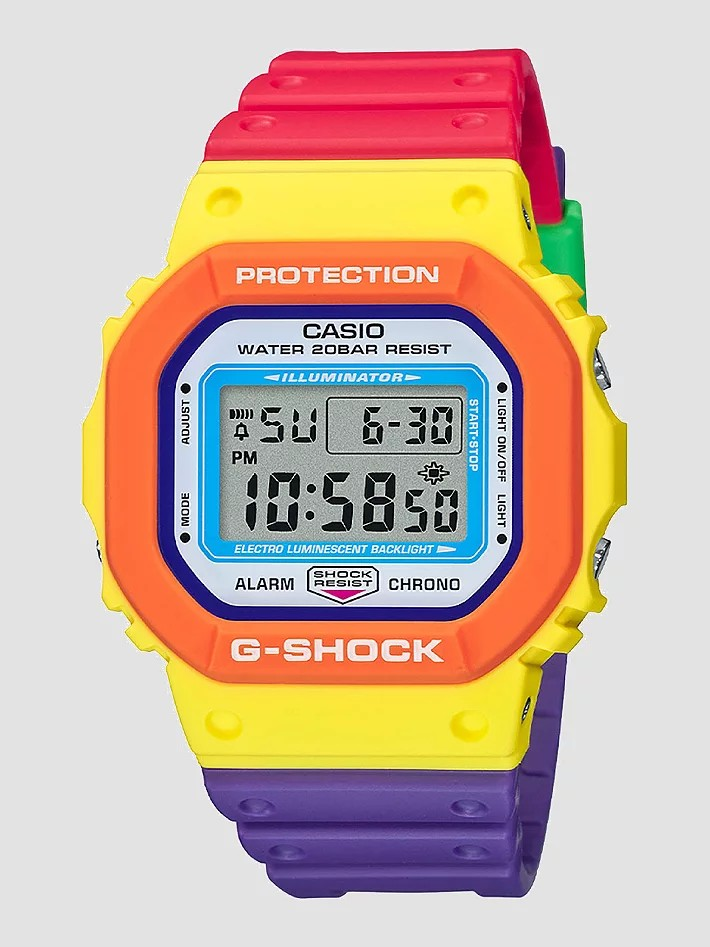 PROTECTION
CASIO
WATER 20BAR RESIST
ILLUMINATOR
ADJUST
SU 6-30
START·STOP
LIGHT ON/OFF
PM
10:58 50
MODE
LIGHT
ELECTRO LUMINESCENT BACKLIGHT
ALARM
SHOCK
RESIST
CHRONO
G-SHOCK